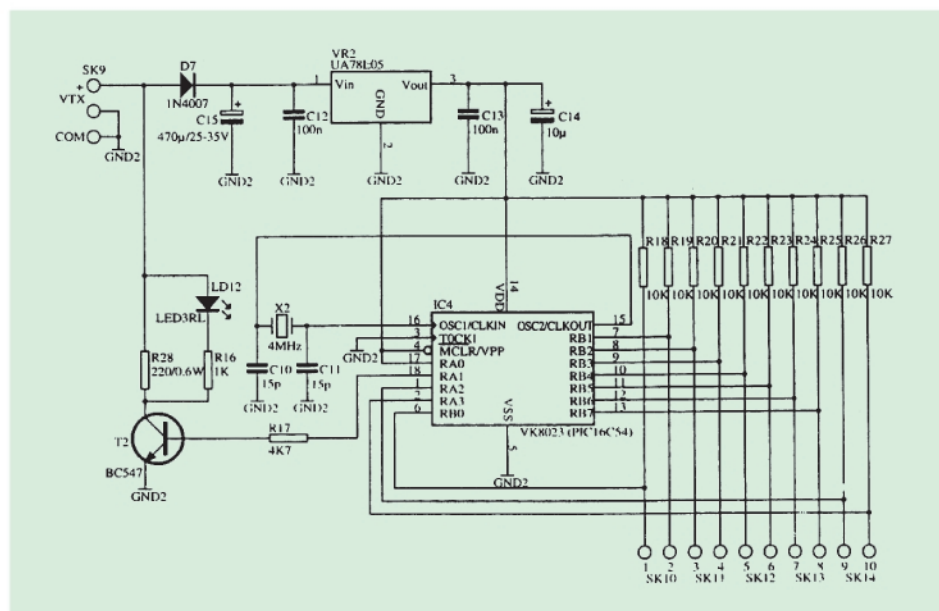 VR2
UA78L05
SK9
+
D7
1
Vin
Vout
3
VTX
1N4007
GND
+
C15
C12
100n
C13
100n
+
C14
10µ
COM
470µ/25-35V
2
GND2
GND2
GND2
GND2
GND2
GND2
R18
R19
R20
R21
R22
R23
R24
R25
R26
R27
10K
10K
10K
10K
10K
10K
10K
10K
10K
10K
LD12
LED3RL
X2
4MHz
IC4
14
VDD
16
OSC1/CLKIN
OSC2/CLKOUT
15
3
T0CKI
RB1
7
GND2
4
MCLR/VPP
RB2
8
17
RA0
RB3
9
18
RA1
RB4
10
1
RA2
RB5
11
2
RA3
RB6
12
6
RB0
RB7
13
VSS
5
R28
220/0.6W
R16
1K
C10
15p
C11
15p
GND2
GND2
VK8023 (PIC16C54)
R17
4K7
T2
BC547
GND2
GND2
1
2
3
4
5
6
7
8
9
10
SK10
SK11
SK12
SK13
SK14